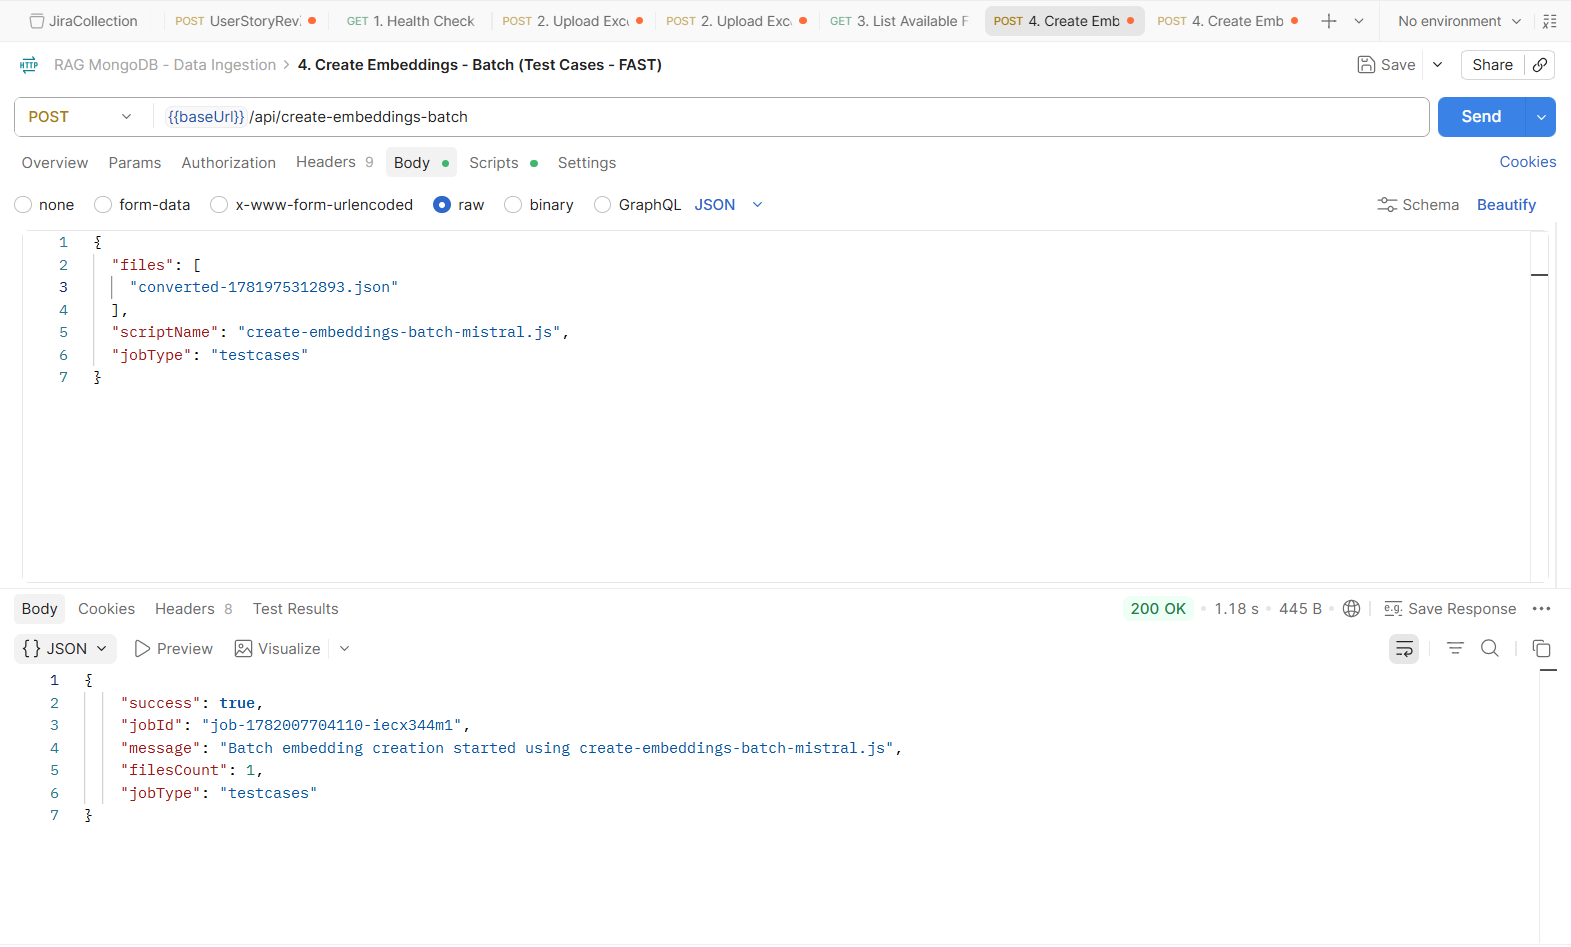 JiraCollection POST UserStoryRev GET 1. Health Check POST 2. Upload Exc POST 2. Upload Exc GET 3. List Available F POST 4. Create Emb POST 4. Create Emb No environment
HTTP RAG MongoDB - Data Ingestion > 4. Create Embeddings - Batch (Test Cases - FAST) Save Share
POST {{baseUrl}} /api/create-embeddings-batch Send
Overview Params Authorization Headers 9 Body Scripts Settings Cookies
none form-data x-www-form-urlencoded raw binary GraphQL JSON Schema Beautify
1 {
2 "files": [
3 "converted-1781975312893.json"
4 ],
5 "scriptName": "create-embeddings-batch-mistral.js",
6 "jobType": "testcases"
7 }
Body Cookies Headers 8 Test Results 200 OK • 1.18 s • 445 B • e.g. Save Response
{} JSON Preview Visualize
1 {
2 "success": true,
3 "jobId": "job-1782007704110-iecx344m1",
4 "message": "Batch embedding creation started using create-embeddings-batch-mistral.js",
5 "filesCount": 1,
6 "jobType": "testcases"
7 }